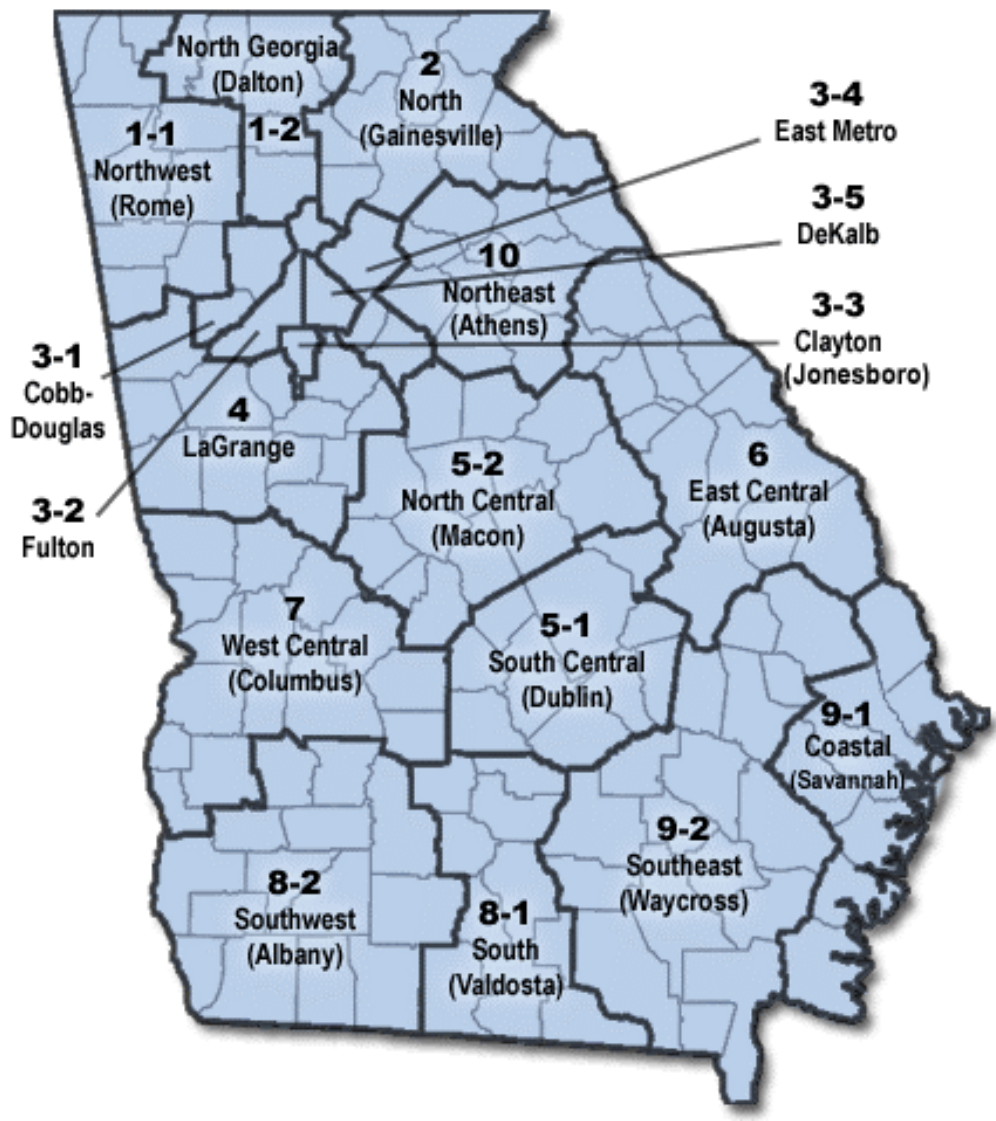 North Georgia
(Dalton)
1-2
2
North
(Gainesville)
1-1
Northwest
(Rome)
3-4
East Metro
3-5
DeKalb
10
Northeast
(Athens)
3-3
Clayton
(Jonesboro)
3-1
Cobb-
Douglas
4
LaGrange
3-2
Fulton
5-2
North Central
(Macon)
6
East Central
(Augusta)
7
West Central
(Columbus)
5-1
South Central
(Dublin)
9-1
Coastal
(Savannah)
9-2
Southeast
(Waycross)
8-2
Southwest
(Albany)
8-1
South
(Valdosta)